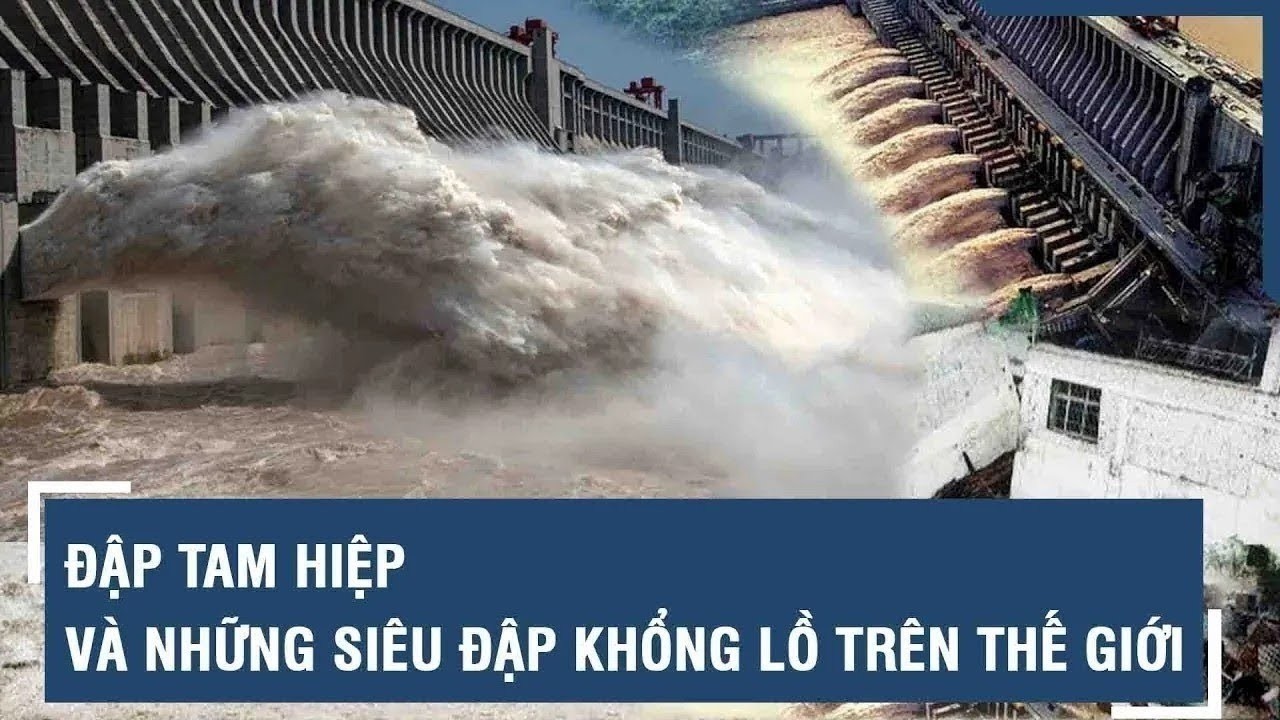 ĐẬP TAM HIỆP
VÀ NHỮNG SIÊU ĐẬP KHỔNG LỒ TRÊN THẾ GIỚI